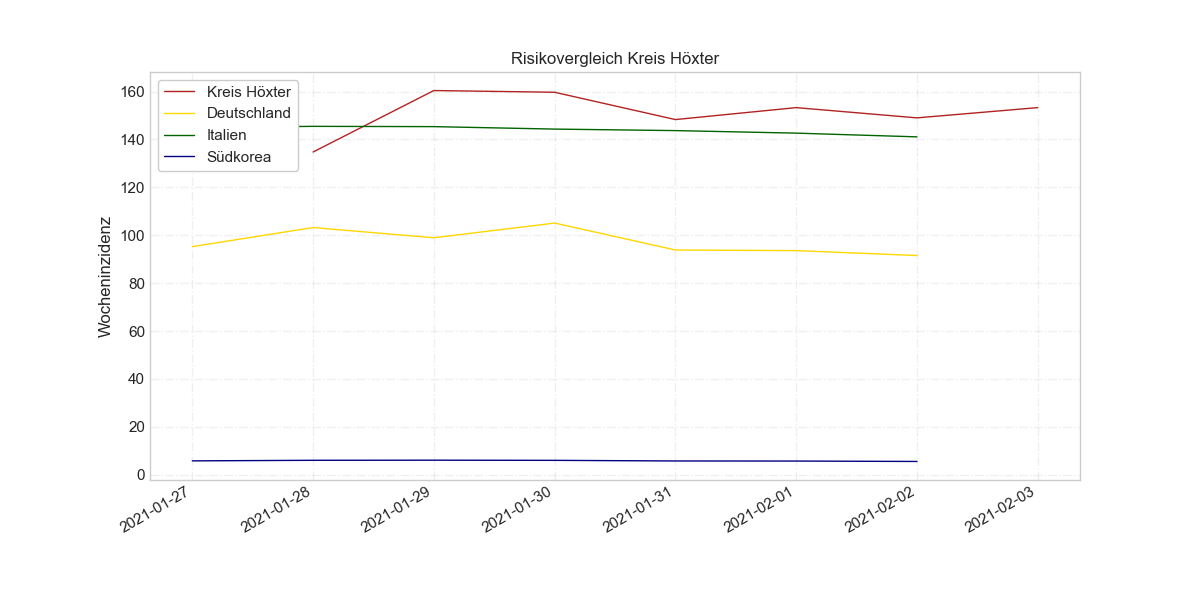 Risikovergleich Kreis Höxter
Kreis Höxter
Deutschland
Italien
Südkorea
Wocheninzidenz
160
140
120
100
80
60
40
20
0
2021-01-27
2021-01-28
2021-01-29
2021-01-30
2021-01-31
2021-02-01
2021-02-02
2021-02-03